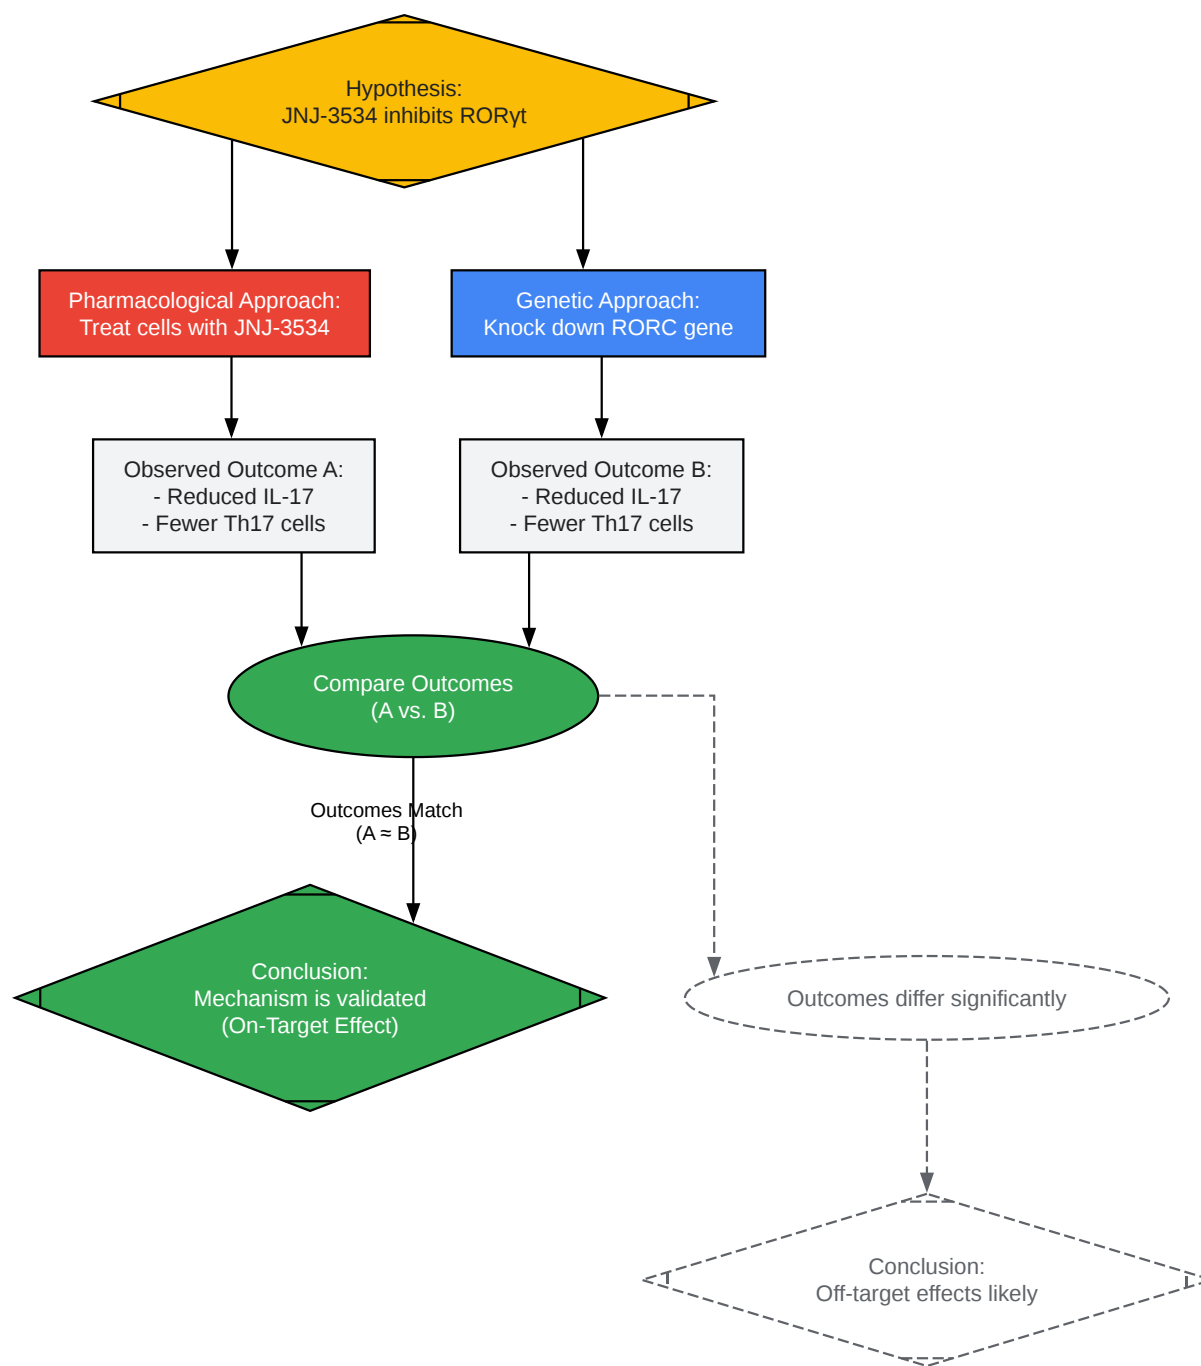 Hypothesis:
JNJ-3534 inhibits RORγt
Pharmacological Approach:
Treat cells with JNJ-3534
Genetic Approach:
Knock down RORC gene
Observed Outcome A:
- Reduced IL-17
- Fewer Th17 cells
Observed Outcome B:
- Reduced IL-17
- Fewer Th17 cells
Compare Outcomes
(A vs. B)
Outcomes Match
(A ≈ B)
Conclusion:
Mechanism is validated
(On-Target Effect)
Outcomes differ significantly
Conclusion:
Off-target effects likely